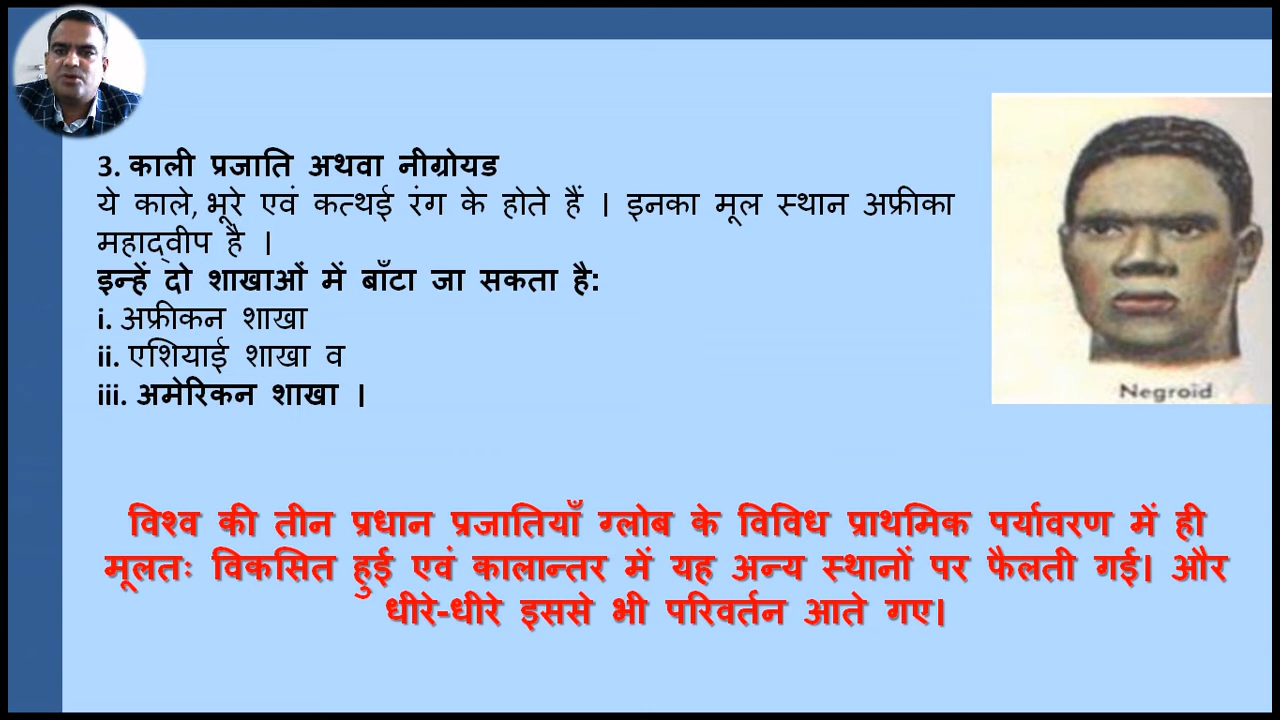 3. काली प्रजाति अथवा नीग्रोयड
ये काले, भूरे एवं कत्थई रंग के होते हैं । इनका मूल स्थान अफ्रीका
महाद्वीप है ।
इन्हें दो शाखाओं में बाँटा जा सकता है:
i. अफ्रीकन शाखा
ii. एशियाई शाखा व
iii. अमेरिकन शाखा ।
Negroid
विश्व की तीन प्रधान प्रजातियाँ ग्लोब के विविध प्राथमिक पर्यावरण में ही
मूलतः विकसित हुई एवं कालान्तर में यह अन्य स्थानों पर फैलती गई। और
धीरे-धीरे इससे भी परिवर्तन आते गए।